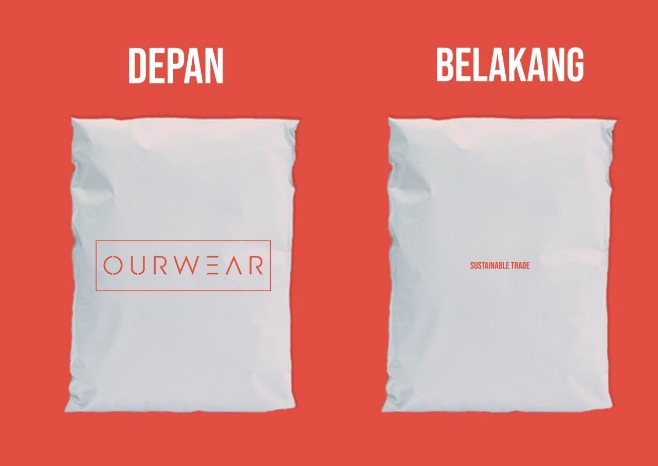 DEPAN
BELAKANG
OURWEAR
SUSTAINABLE TRADE